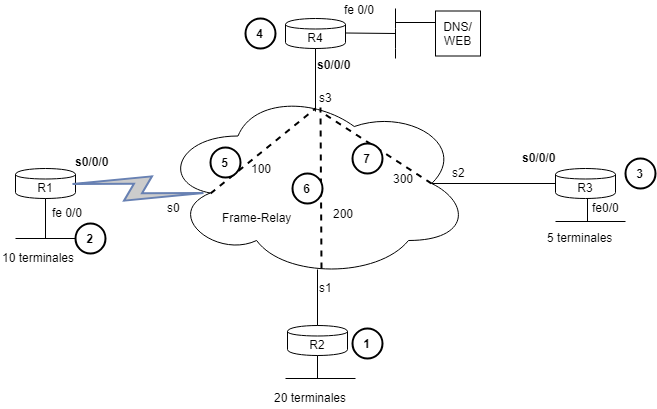 fe 0/0
4
R4
DNS/
WEB
s0/0/0
s3
s0/0/0
5
7
s2
s0/0/0
3
100
R1
6
300
R3
s0
fe 0/0
fe0/0
Frame-Relay
200
2
10 terminales
5 terminales
s1
R2
1
20 terminales